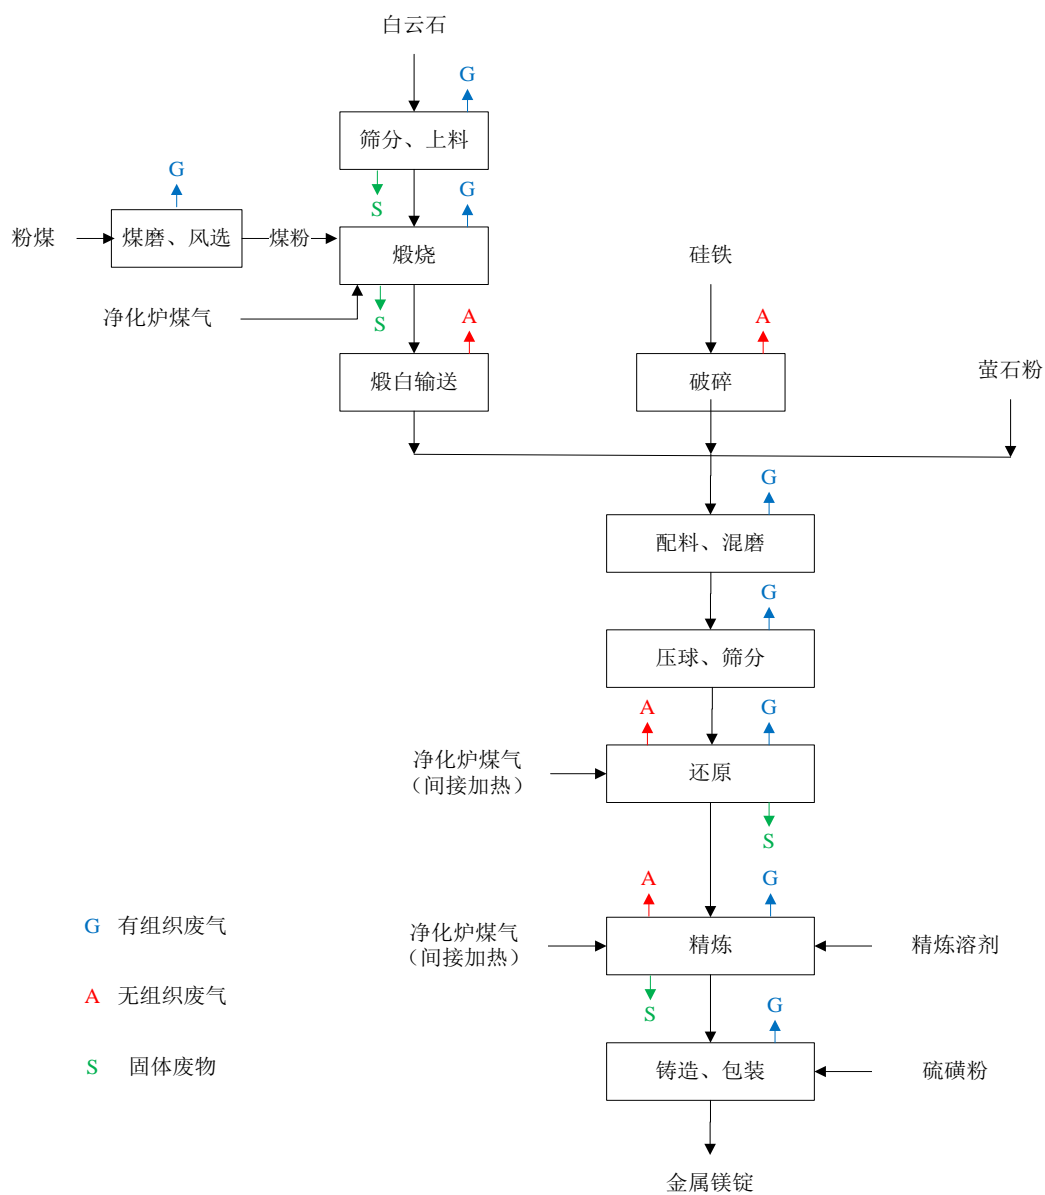 白云石
G
筛分、上料
G
S
G
粉煤
煤磨、风选
煤粉
煅烧
硅铁
净化炉煤气
S
A
A
煅白输送
破碎
萤石粉
G
配料、混磨
G
压球、筛分
A
G
净化炉煤气
（间接加热）
还原
S
A
G
G 有组织废气
净化炉煤气
（间接加热）
精炼
精炼溶剂
A 无组织废气
S
G
S 固体废物
铸造、包装
硫磺粉
金属镁锭